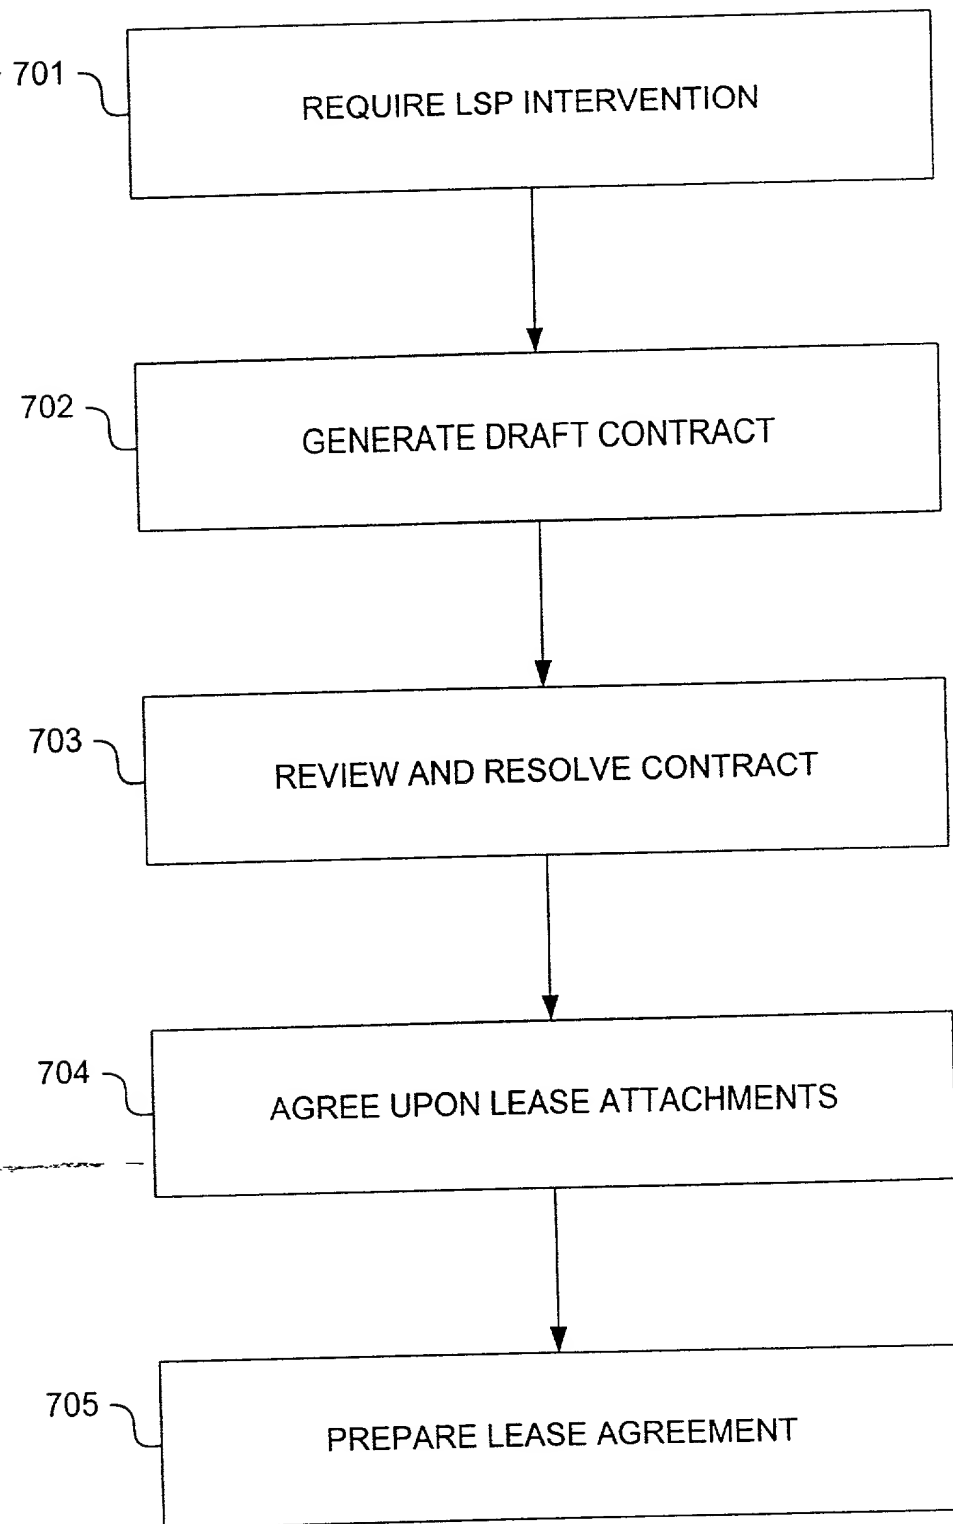 701
REQUIRE LSP INTERVENTION
702
GENERATE DRAFT CONTRACT
703
REVIEW AND RESOLVE CONTRACT
704
AGREE UPON LEASE ATTACHMENTS
705
PREPARE LEASE AGREEMENT